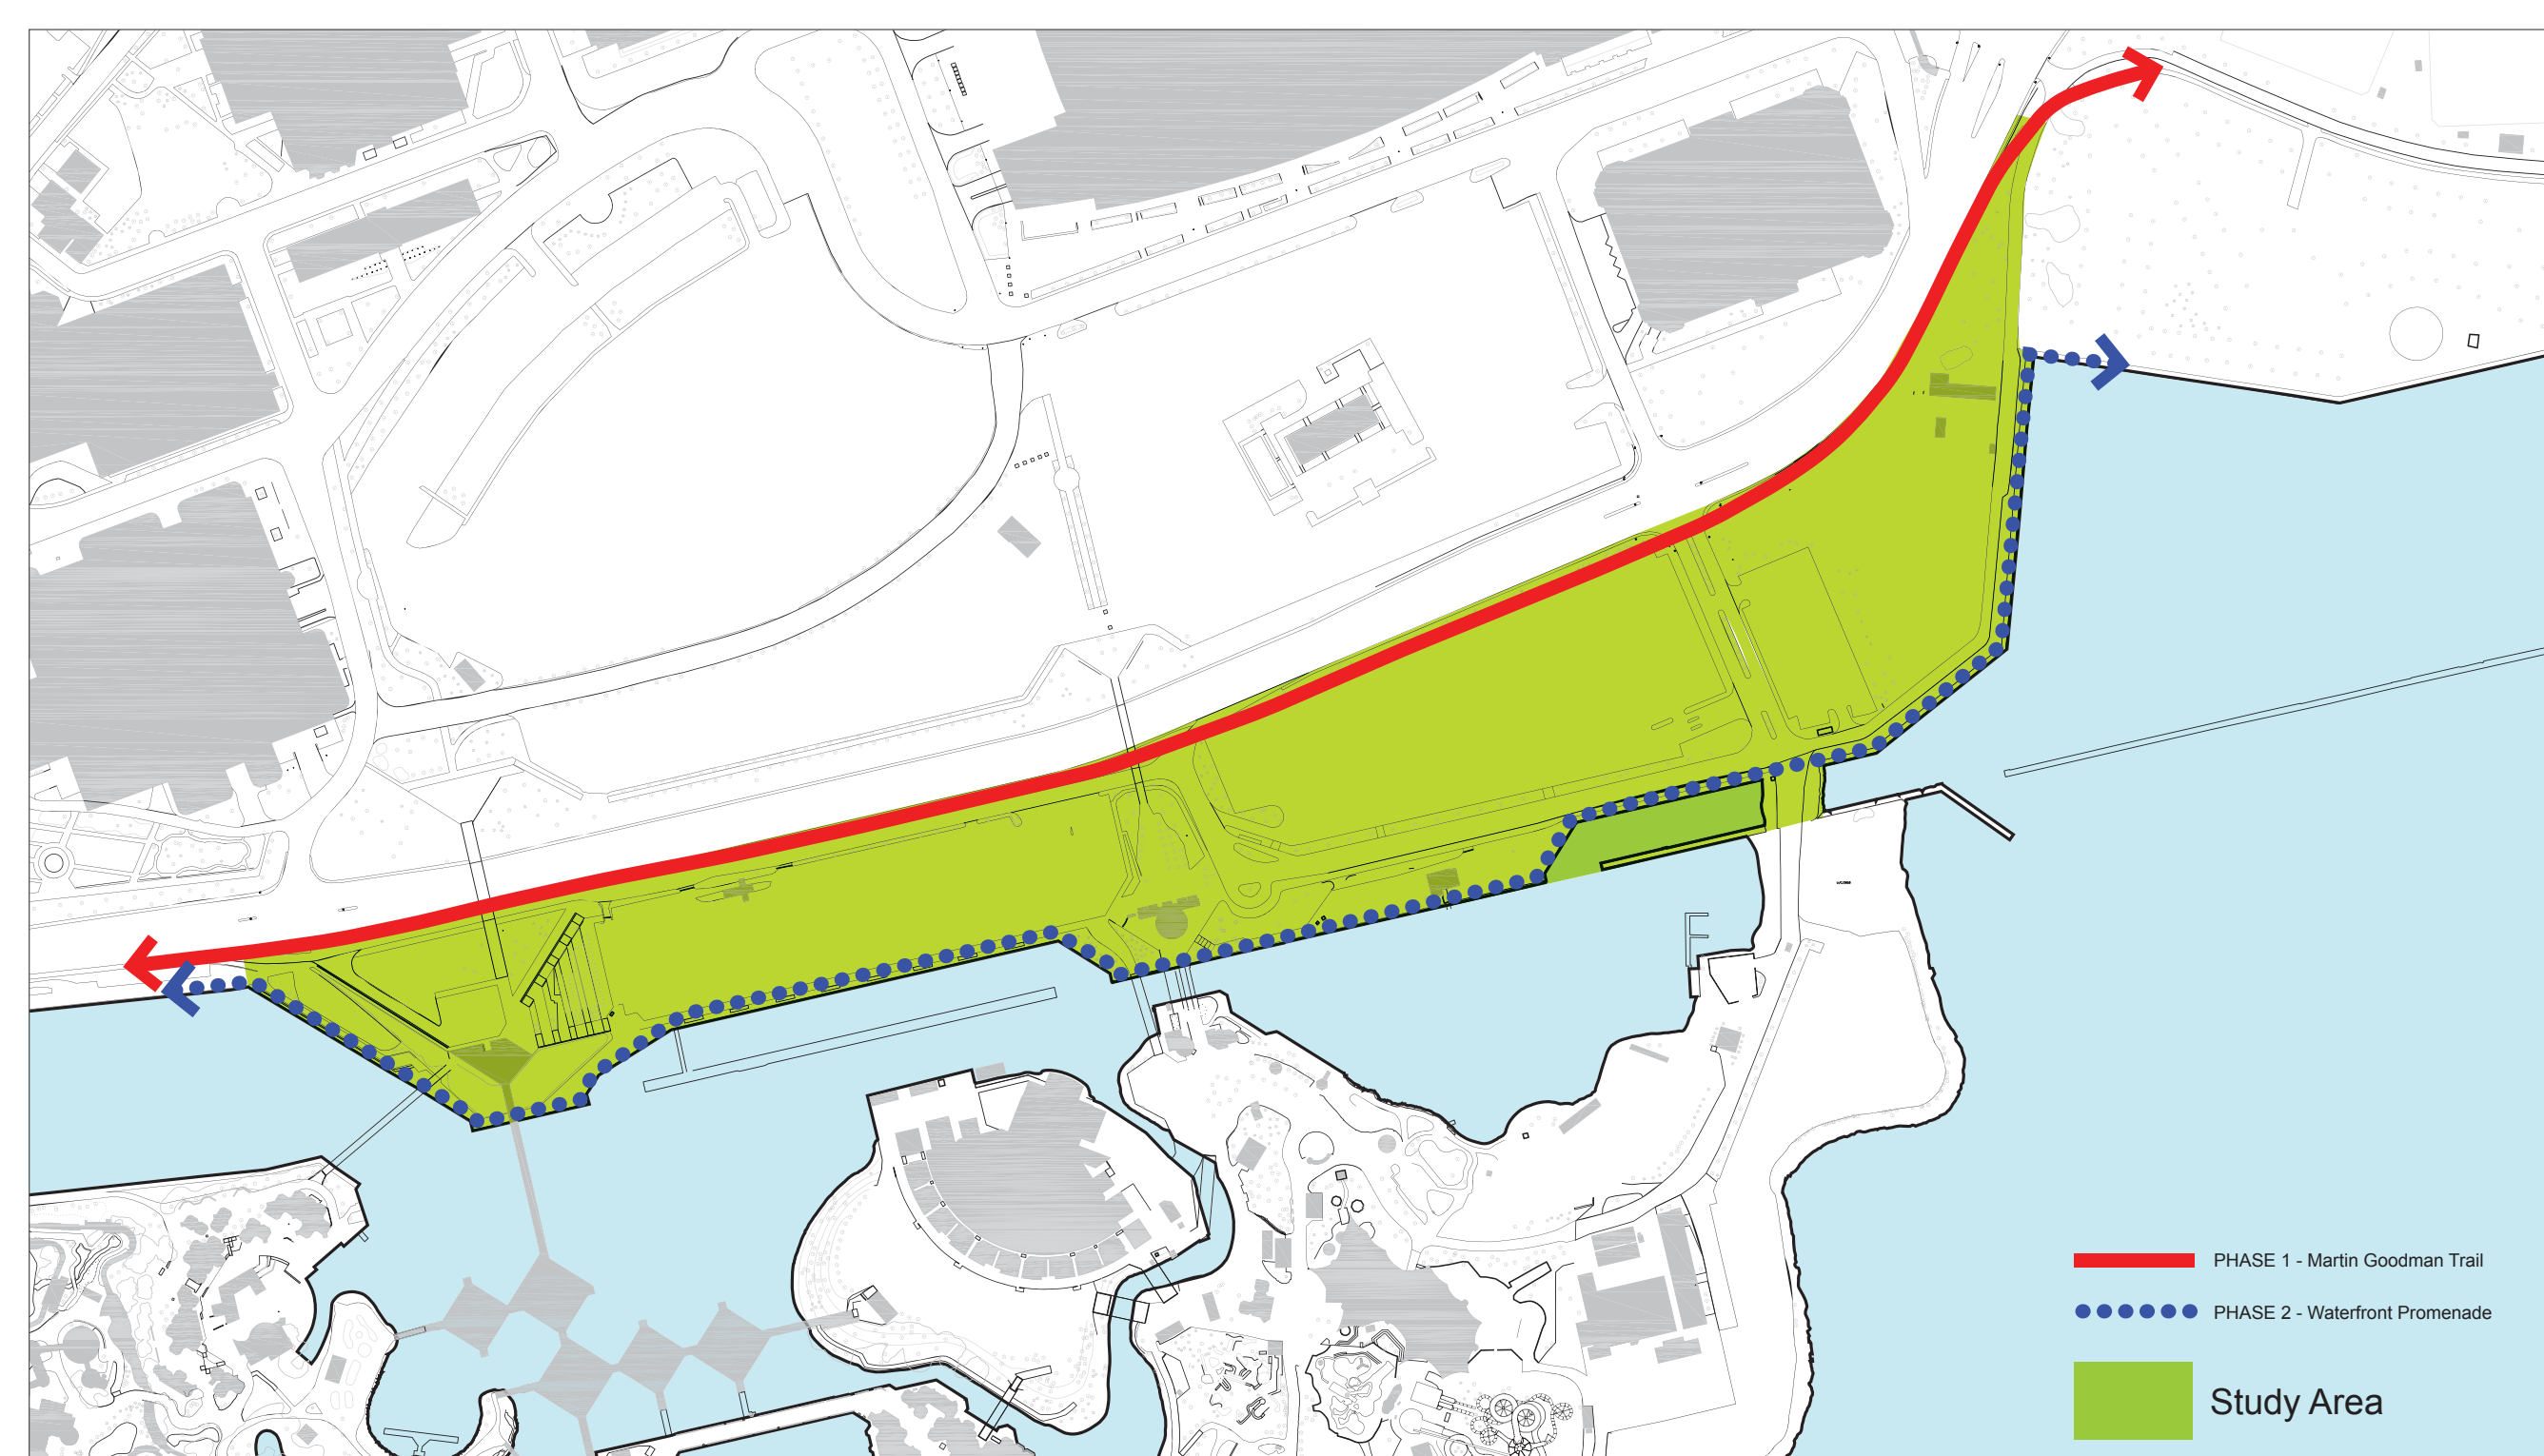 PHASE 1 - Martin Goodman Trail
PHASE 2 - Waterfront Promenade
Study Area